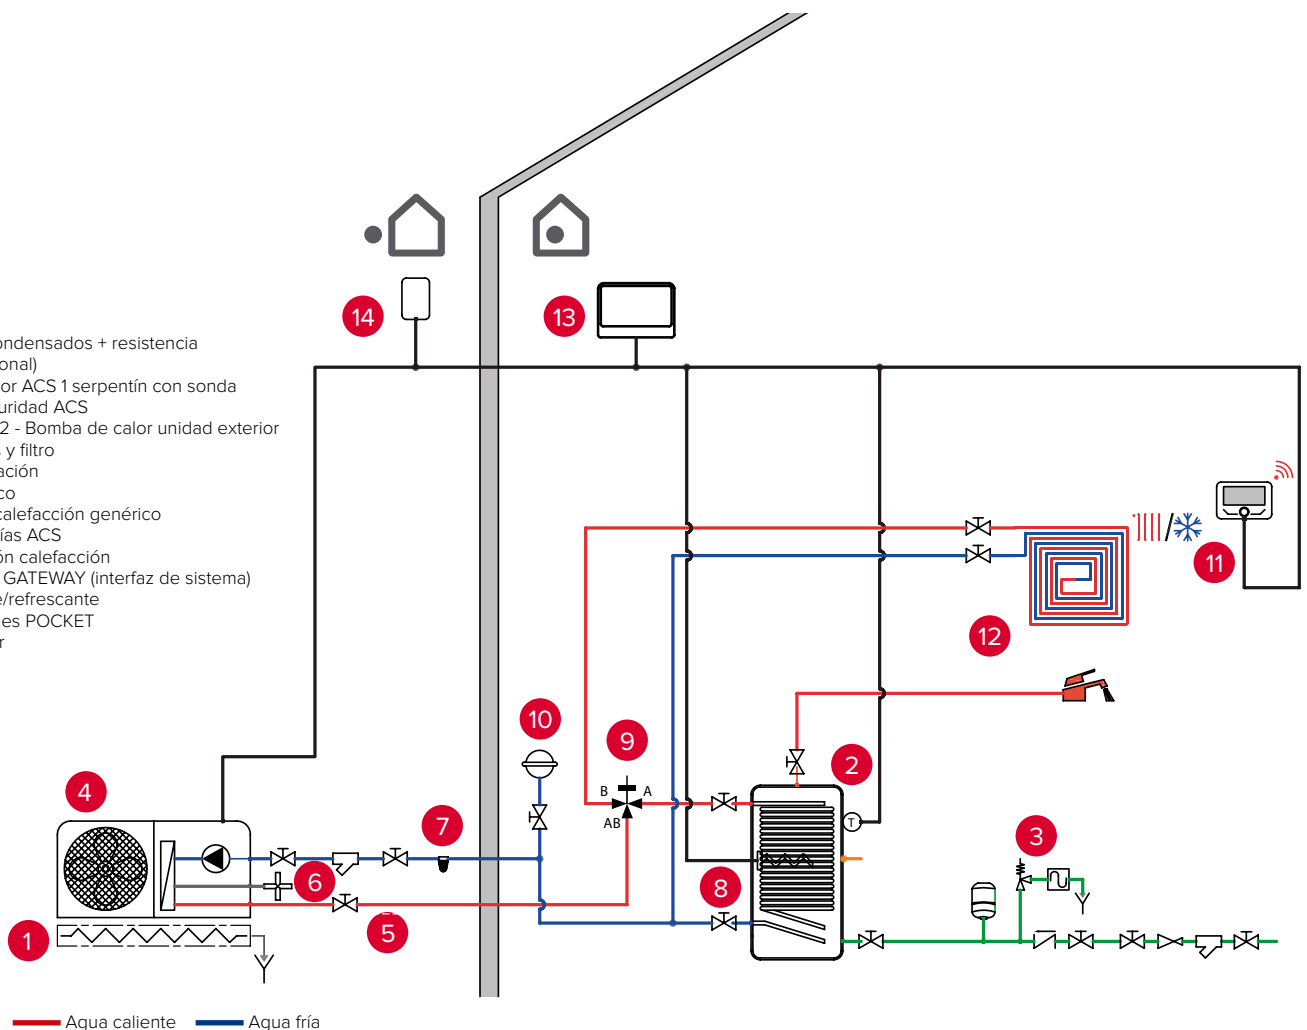 14
13
ondensados + resistencia
onal)
or ACS 1 serpentín con sonda
uridad ACS
2 - Bomba de calor unidad exterior
s y filtro
ación
co
calefacción genérico
ías ACS
ón calefacción
GATEWAY (interfaz de sistema)
e/refrescante
es POCKET
r
11
12
10
9
2
B
A
AB
T
4
7
3
6
8
5
1
Agua caliente
Agua fría